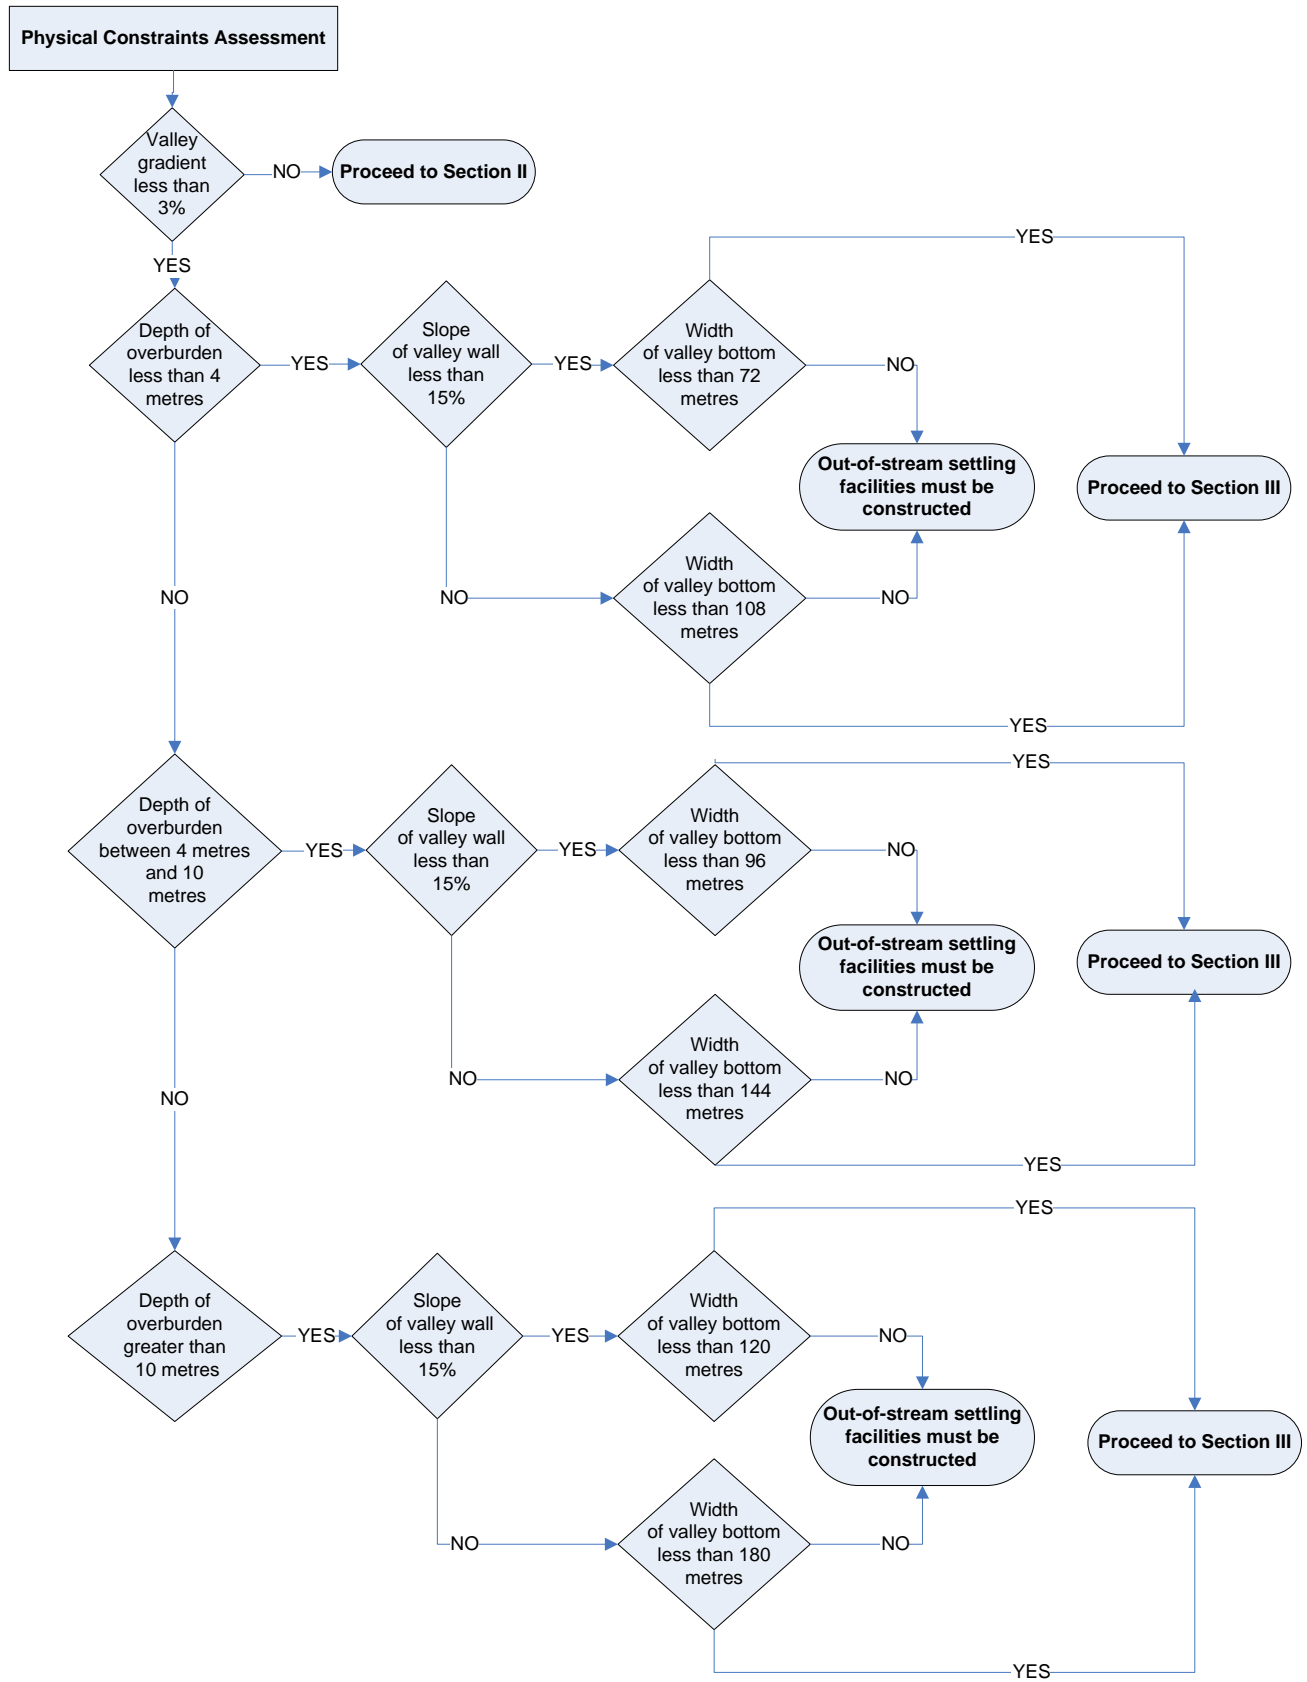 Physical Constraints Assessment
Valley
gradient
less than
3%
NO
Proceed to Section II
YES
Depth of
overburden
less than 4
metres
YES
Slope
of valley wall
less than
15%
YES
Width
of valley bottom
less than 72
metres
YES
NO
Out-of-stream settling
facilities must be
constructed
Proceed to Section III
NO
NO
Width
of valley bottom
less than 108
metres
NO
YES
Depth of
overburden
between 4 metres
and 10
metres
YES
Slope
of valley wall
less than
15%
YES
Width
of valley bottom
less than 96
metres
YES
NO
Out-of-stream settling
facilities must be
constructed
Proceed to Section III
NO
NO
Width
of valley bottom
less than 144
metres
NO
YES
Depth of
overburden
greater than
10 metres
YES
Slope
of valley wall
less than
15%
YES
Width
of valley bottom
less than 120
metres
YES
NO
Out-of-stream settling
facilities must be
constructed
Proceed to Section III
NO
Width
of valley bottom
less than 180
metres
NO
YES